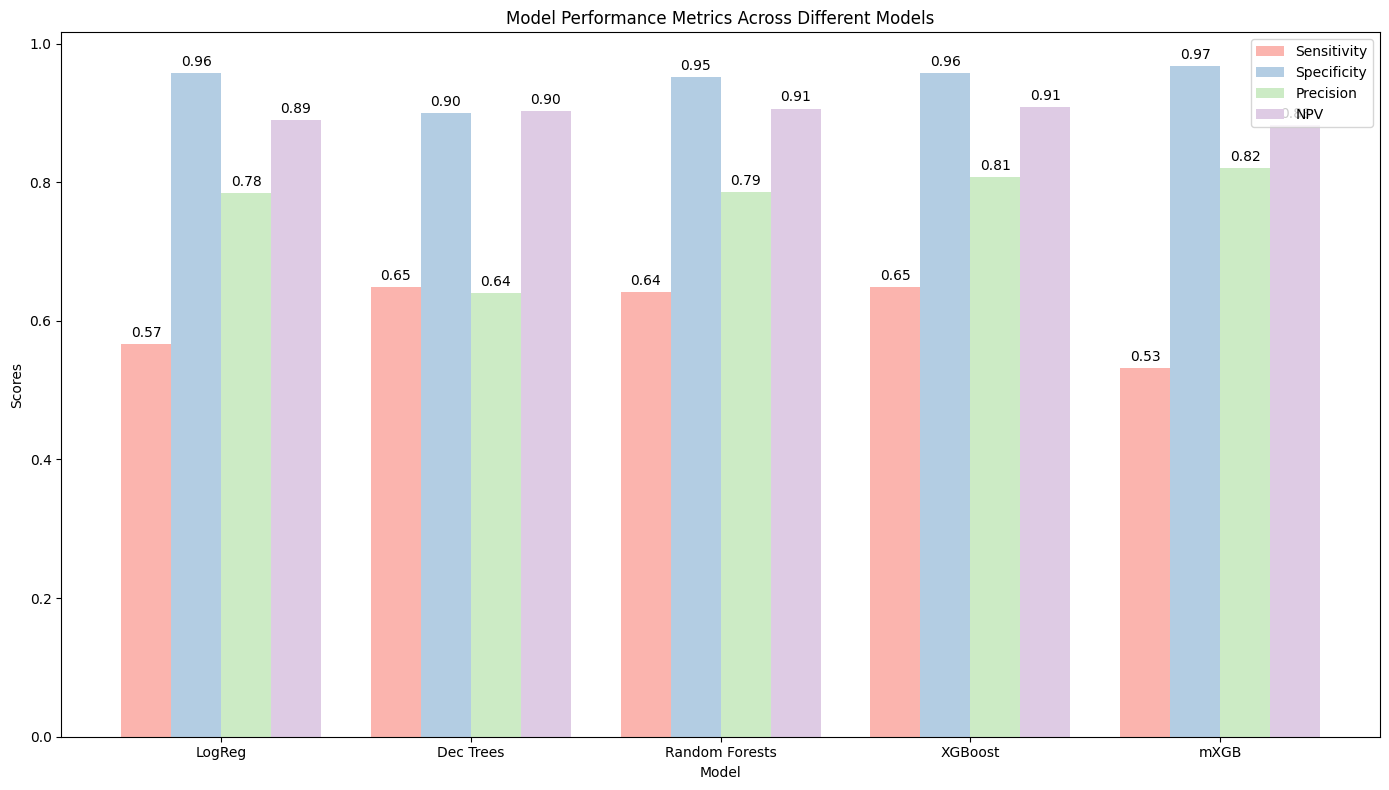 Model Performance Metrics Across Different Models
Scores
1.0
0.8
0.6
0.4
0.2
0.0
0.57
0.96
0.78
0.89
0.65
0.90
0.64
0.90
0.64
0.95
0.79
0.91
0.65
0.96
0.81
0.91
0.53
0.97
0.82
Sensitivity
Specificity
Precision
NPV
LogReg
Dec Trees
Random Forests
XGBoost
mXGB
Model